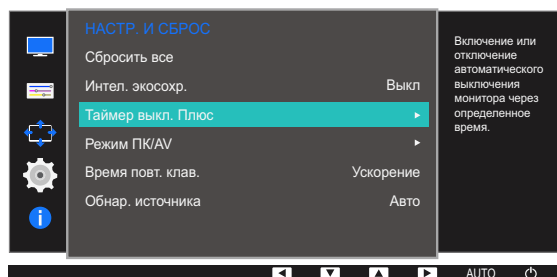 НАСТР. И СБРОС
Сбросить все
Интел. экосохр. Выкл
Таймер выкл. Плюс
Режим ПК/AV
Время повт. клав. Ускорение
Обнар. источника Авто
Включение или
отключение
автоматического
выключения
монитора через
определенное
время.
AUTO